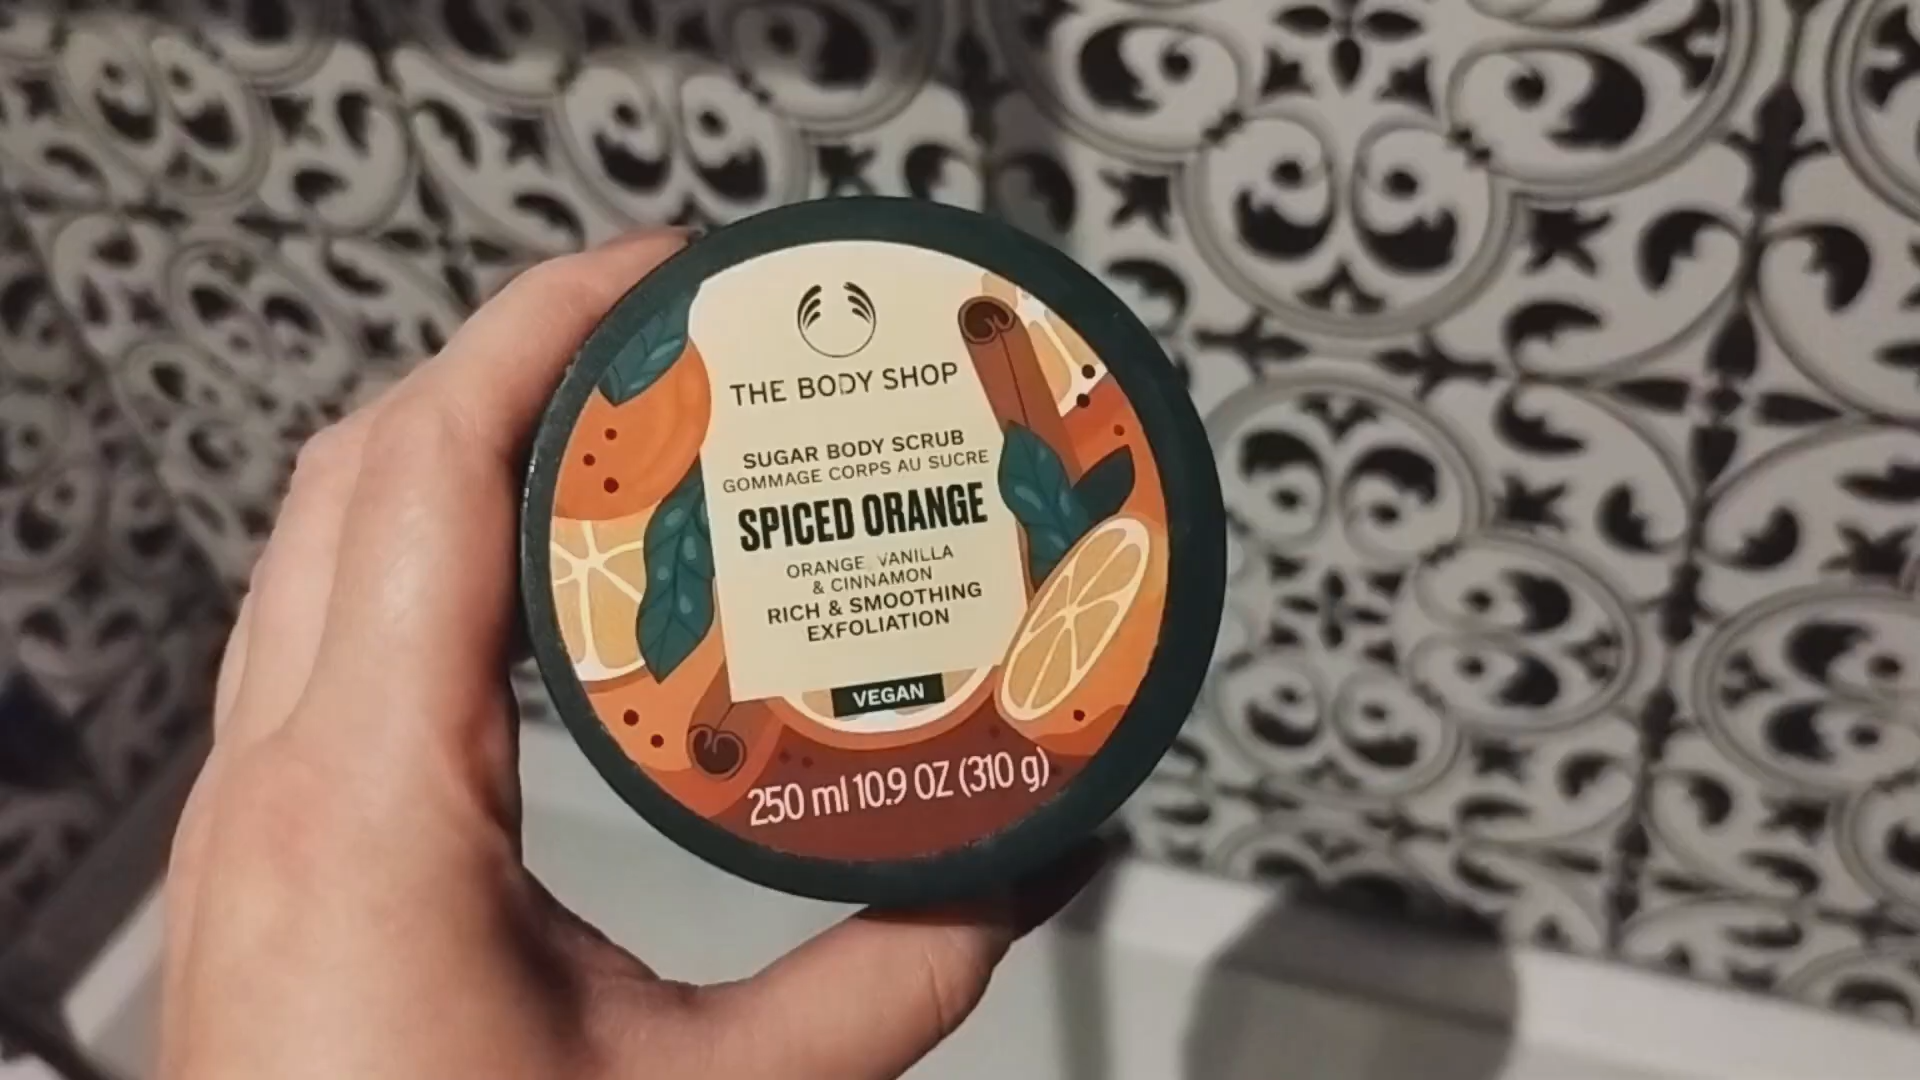 THE BODY SHOP
SUGAR BODY SCRUB
GOMMAGE CORPS AU SUCRE
SPICED ORANGE
ORANGE, VANILLA
& CINNAMON
RICH & SMOOTHING
EXFOLIATION
VEGAN
250 ml 10.9 OZ (310 g)